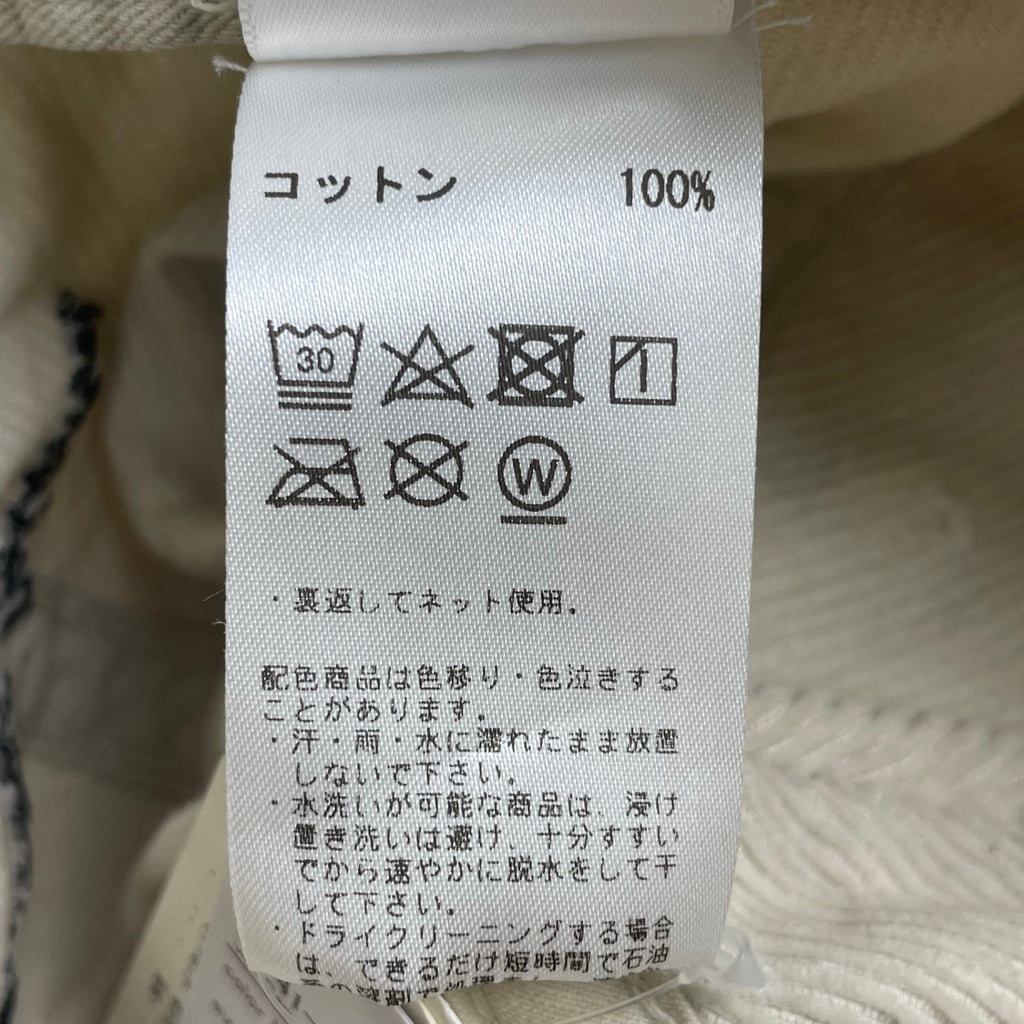 コットン 100%
30
W
・裏返してネット使用.
配色商品は色移り・色泣きする
ことがあります.
・汗・雨・水に濡れたまま放置
しないで下さい.
・水洗いが可能な商品は、浸け
置き洗いは避け、十分すすい
でから速やかに脱水をして干
して下さい.
・ドライクリーニングする場合
は、できるだけ短時間で石油